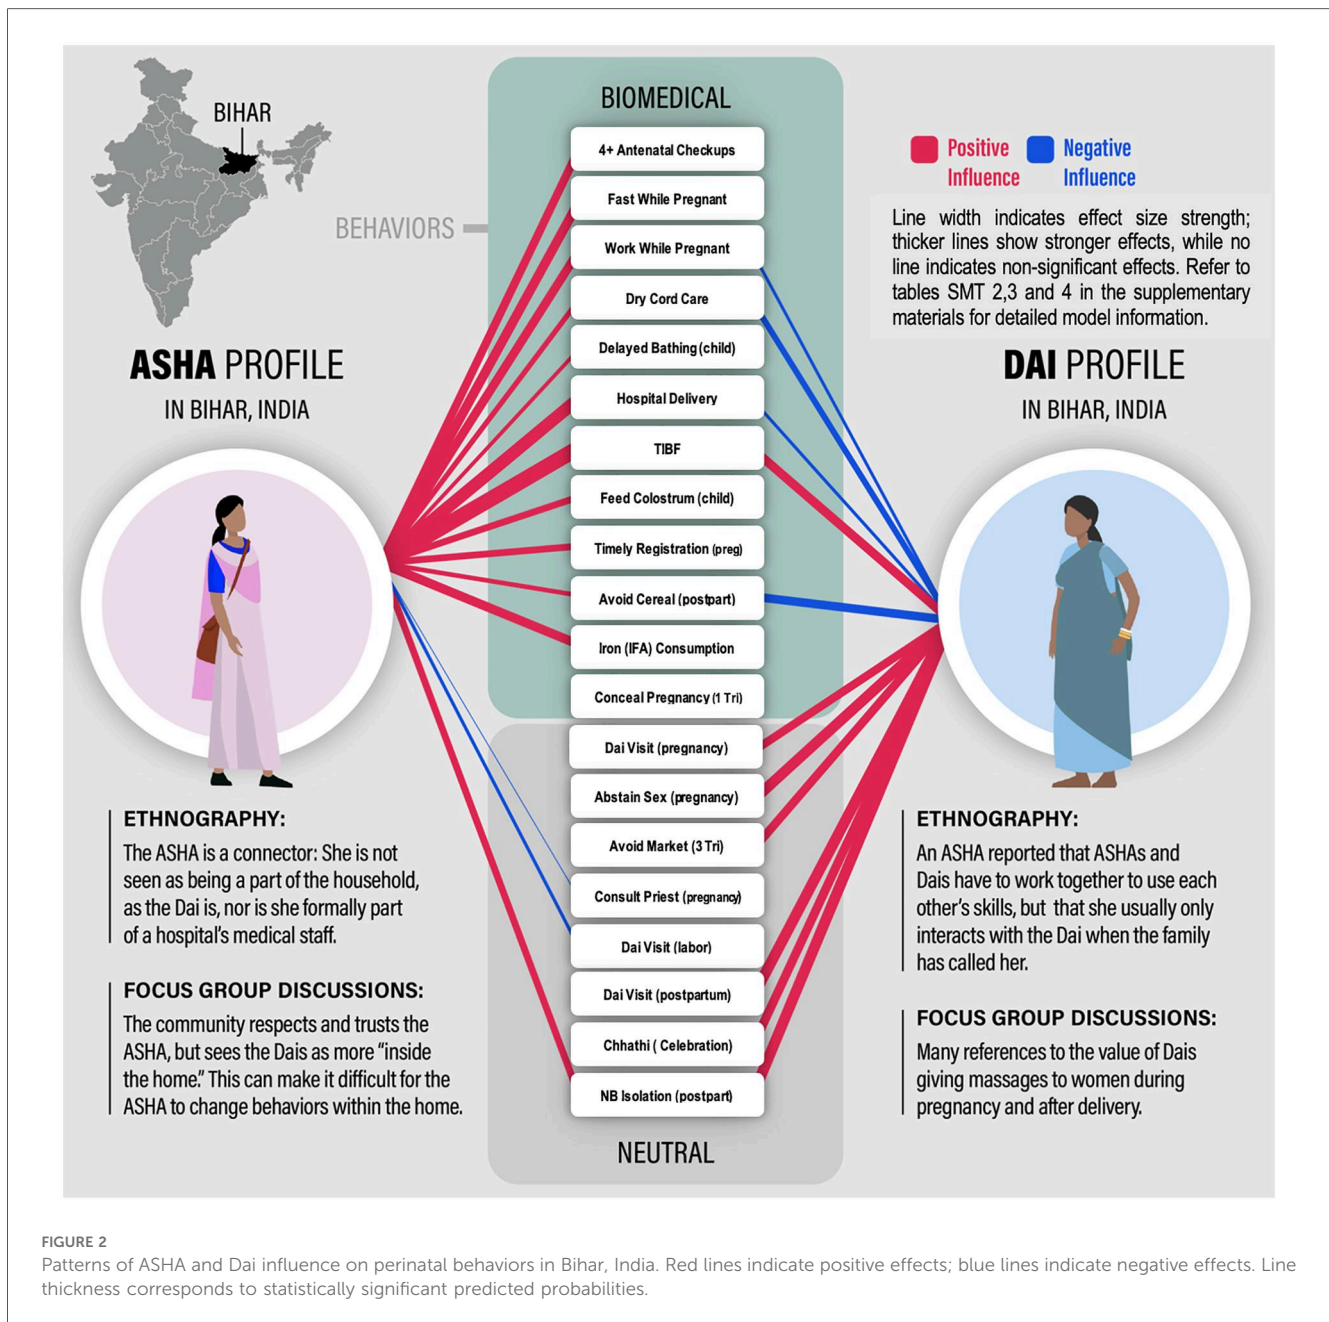 BIHAR
BEHAVIORS
ASHA PROFILE
IN BIHAR, INDIA
ETHNOGRAPHY:
The ASHA is a connector: She is not
seen as being a part of the household,
as the Dai is, nor is she formally part
of a hospital's medical staff.
FOCUS GROUP DISCUSSIONS:
The community respects and trusts the
ASHA, but sees the Dais as more "inside
the home." This can make it difficult for the
ASHA to change behaviors within the home.
BIOMEDICAL
4+ Antenatal Checkups
Fast While Pregnant
Work While Pregnant
Dry Cord Care
Delayed Bathing (child)
Hospital Delivery
TIBF
Feed Colostrum (child)
Timely Registration (preg)
Avoid Cereal (postpart)
Iron (IFA) Consumption
Conceal Pregnancy (1 Tri)
Dai Visit (pregnancy)
Abstain Sex (pregnancy)
Avoid Market (3 Tri)
Consult Priest (pregnancy)
Dai Visit (labor)
Dai Visit (postpartum)
Chhathi ( Celebration)
NB Isolation (postpart)
NEUTRAL
Positive
Influence
Negative
Influence
Line width indicates effect size strength;
thicker lines show stronger effects, while no
line indicates non-significant effects. Refer to
tables SMT 2,3 and 4 in the supplementary
materials for detailed model information.
DAI PROFILE
IN BIHAR, INDIA
ETHNOGRAPHY:
An ASHA reported that ASHAs and
Dais have to work together to use each
other's skills, but that she usually only
interacts with the Dai when the family
has called her.
FOCUS GROUP DISCUSSIONS:
Many references to the value of Dais
giving massages to women during
pregnancy and after delivery.
FIGURE 2
Patterns of ASHA and Dai influence on perinatal behaviors in Bihar, India. Red lines indicate positive effects; blue lines indicate negative effects. Line
thickness corresponds to statistically significant predicted probabilities.